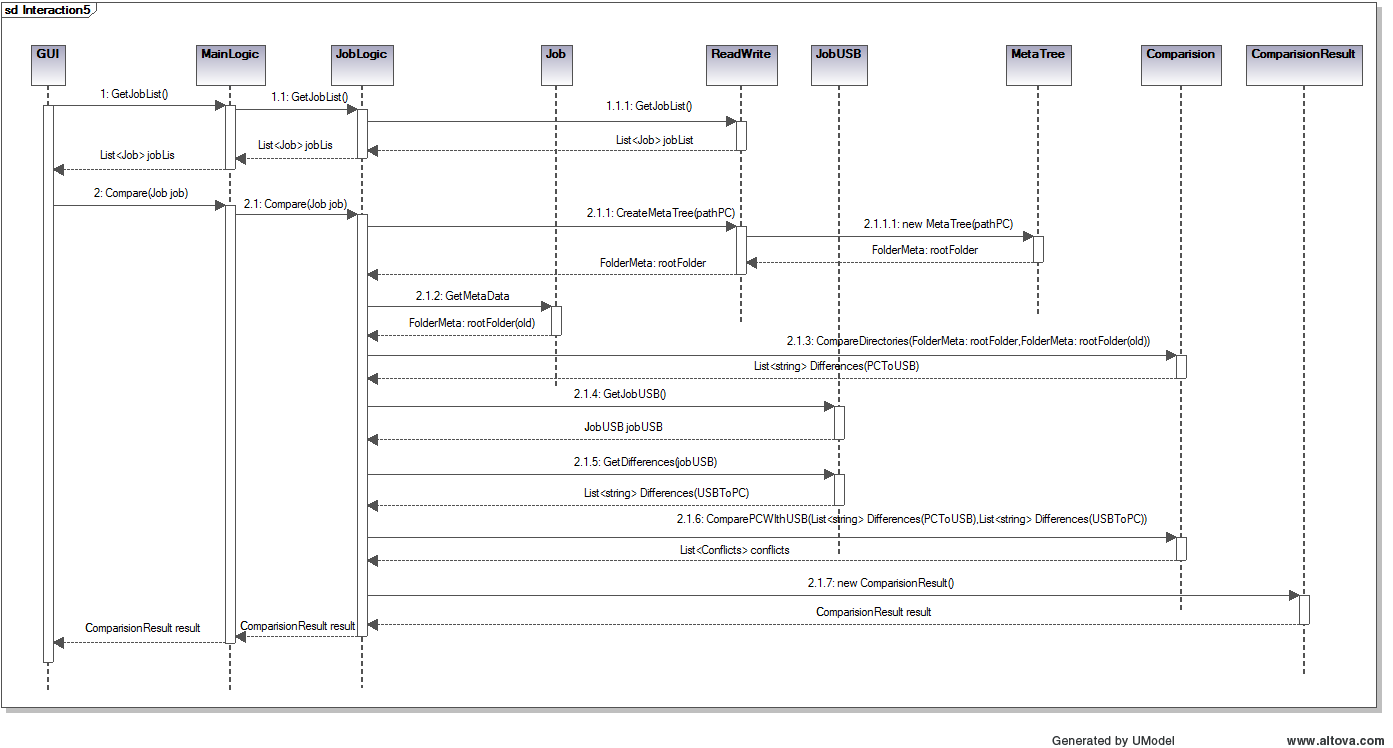 sd Interaction5
GUI
MainLogic
JobLogic
Job
ReadWrite
JobUSB
MetaTree
Comparision
ComparisionResult
1: GetJobList()
1.1: GetJobList()
1.1.1: GetJobList()
List<Job> jobList
List<Job> jobLis
List<Job> jobLis
2: Compare(Job job)
2.1: Compare(Job job)
2.1.1: CreateMetaTree(pathPC)
2.1.1.1: new MetaTree(pathPC)
FolderMeta: rootFolder
FolderMeta: rootFolder
2.1.2: GetMetaData
FolderMeta: rootFolder(old)
2.1.3: CompareDirectories(FolderMeta: rootFolder,FolderMeta: rootFolder(old))
List<string> Differences(PCToUSB)
2.1.4: GetJobUSB()
JobUSB jobUSB
2.1.5: GetDifferences(jobUSB)
List<string> Differences(USBToPC)
2.1.6: ComparePCWIthUSB(List<string> Differences(PCToUSB),List<string> Differences(USBToPC))
List<Conflicts> conflicts
2.1.7: new ComparisionResult()
ComparisionResult result
ComparisionResult result
ComparisionResult result
Generated by UModel
www.altova.com